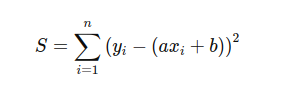 S = \sum_{i=1}^{n} (y_i − (ax_i + b))^2